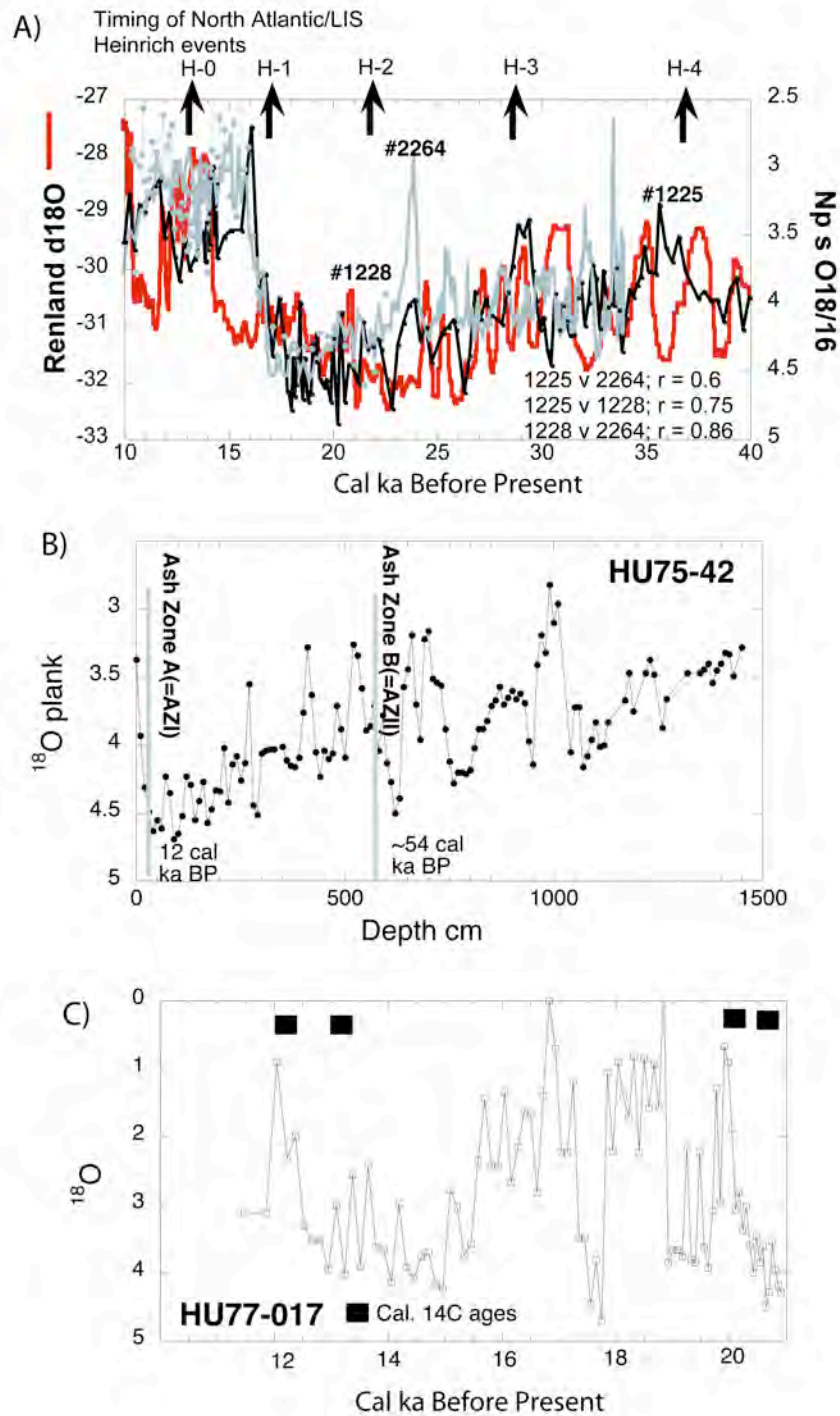 A)
Timing of North Atlantic/LIS
Heinrich events
H-0
H-1
H-2
H-3
H-4
-27
-28
-29
-30
-31
-32
-33
Renland d18O
2.5
3
3.5
4
4.5
5
Np s O18/16
#2264
#1225
#1228
1225 v 2264; r = 0.6
1225 v 1228; r = 0.75
1228 v 2264; r = 0.86
10 15 20 25 30 35 40
Cal ka Before Present
B)
HU75-42
Ash Zone A(=AZI)
Ash Zone B(=AZII)
3
3.5
4
4.5
5
18O plank
12 cal
ka BP
~54 cal
ka BP
0 500 1000 1500
Depth cm
C)
0
1
2
3
4
5
18O
HU77-017
Cal. 14C ages
12 14 16 18 20
Cal ka Before Present